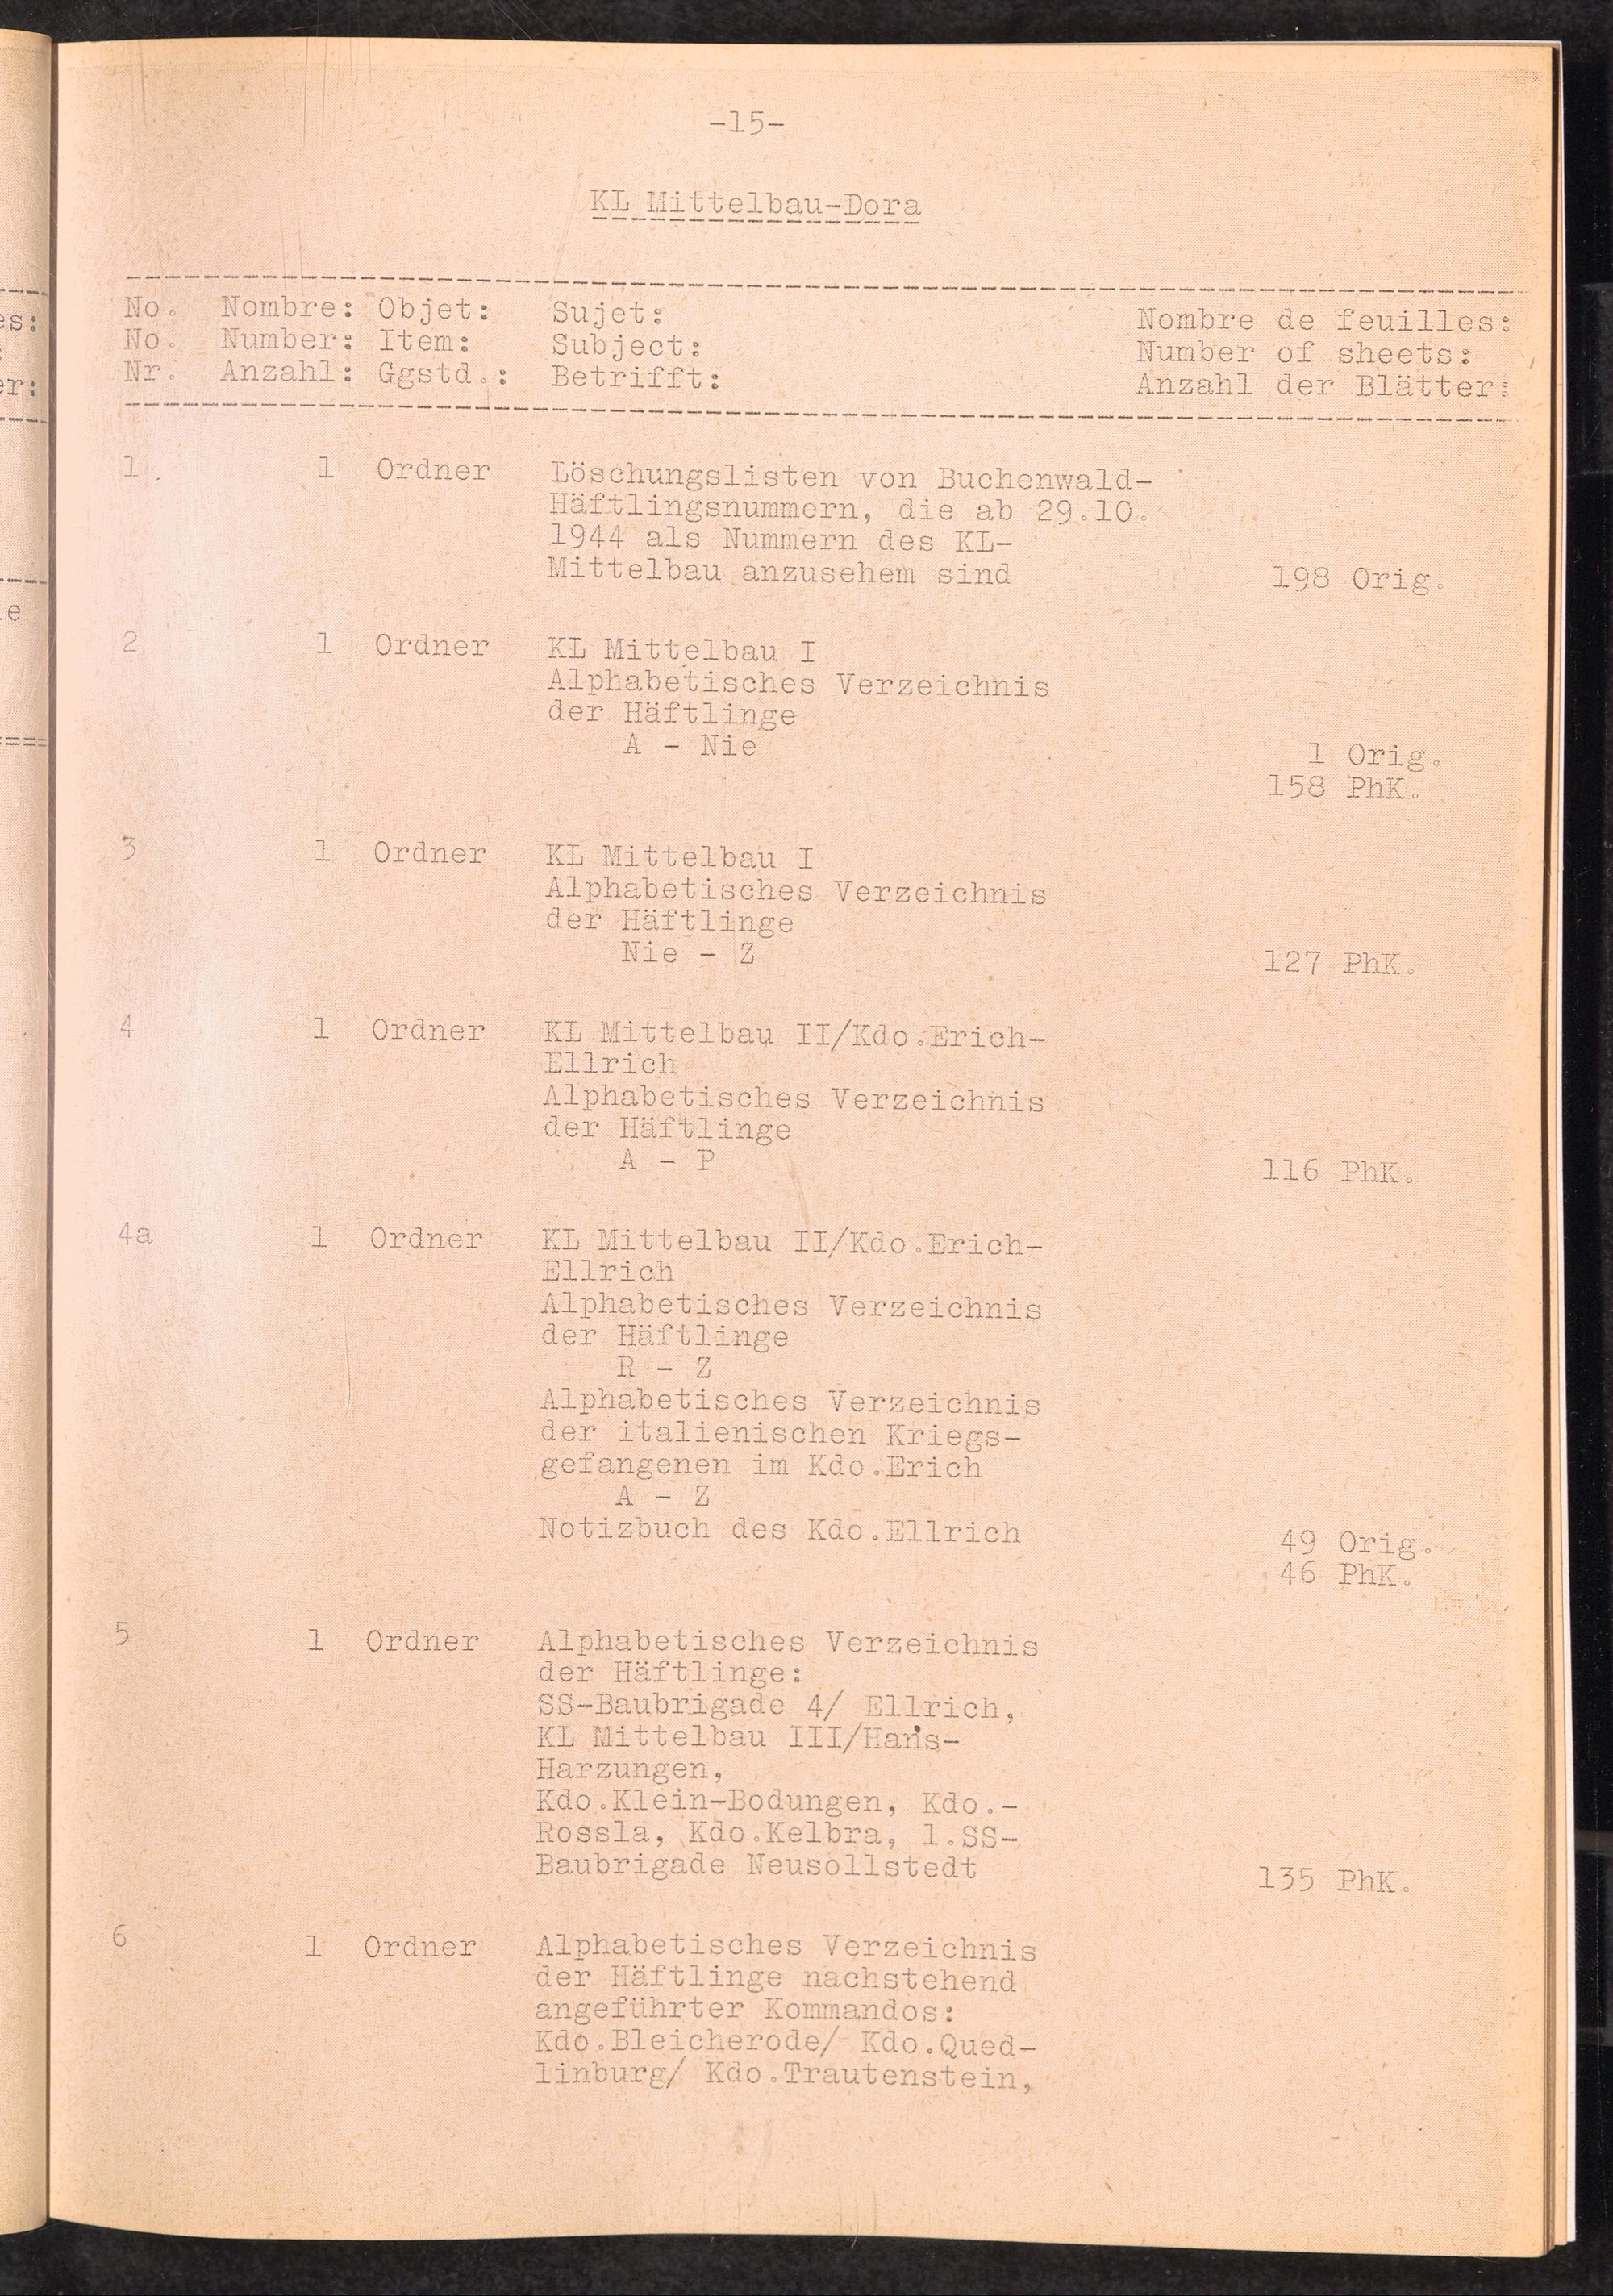 -15-
KL Mittelbau-Dora
No. Nombre: Objet: Sujet: Nombre de feuilles:
No. Number: Item: Subject: Number of sheets:
Nr. Anzahl: Ggstd.: Betrifft: Anzahl der Blätter:
1. 1 Ordner Löschungslisten von Buchenwald-
Häftlingsnummern, die ab 29.10.
1944 als Nummern des KL-
Mittelbau anzusehem sind 198 Orig.
2 1 Ordner KL Mittelbau I
Alphabetisches Verzeichnis
der Häftlinge
A - Nie 1 Orig.
158 PhK.
3 1 Ordner KL Mittelbau I
Alphabetisches Verzeichnis
der Häftlinge
Nie - Z 127 PhK.
4 1 Ordner KL Mittelbau II/Kdo.Erich-
Ellrich
Alphabetisches Verzeichnis
der Häftlinge
A - P 116 PhK.
4a 1 Ordner KL Mittelbau II/Kdo.Erich-
Ellrich
Alphabetisches Verzeichnis
der Häftlinge
R - Z
Alphabetisches Verzeichnis
der italienischen Kriegs-
gefangenen im Kdo.Erich
A - Z
Notizbuch des Kdo.Ellrich 49 Orig.
46 PhK.
5 1 Ordner Alphabetisches Verzeichnis
der Häftlinge:
SS-Baubrigade 4/ Ellrich,
KL Mittelbau III/Hans-
Harzungen,
Kdo.Klein-Bodungen, Kdo.-
Rossla, Kdo.Kelbra, 1.SS-
Baubrigade Neusollstedt 135 PhK.
6 1 Ordner Alphabetisches Verzeichnis
der Häftlinge nachstehend
angeführter Kommandos:
Kdo.Bleicherode/ Kdo.Qued-
linburg/ Kdo.Trautenstein,